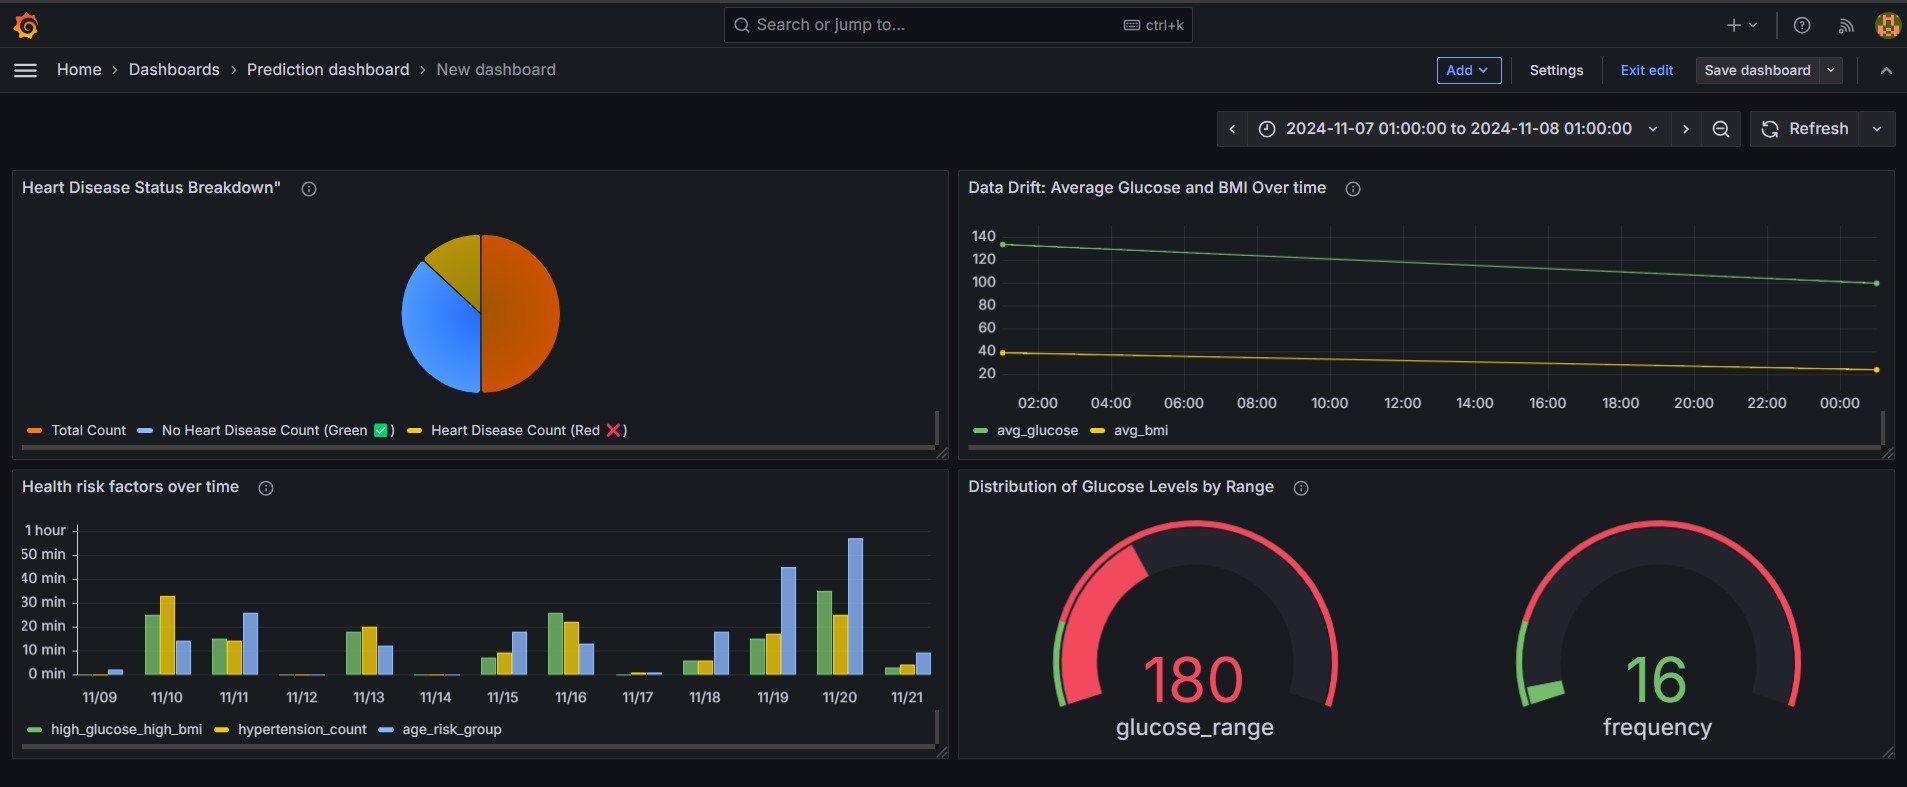 Search or jump to... ctrl+k
Home › Dashboards › Prediction dashboard › New dashboard Add Settings Exit edit Save dashboard
2024-11-07 01:00:00 to 2024-11-08 01:00:00 Refresh
Heart Disease Status Breakdown"
Total Count No Heart Disease Count (Green ✅) Heart Disease Count (Red ❌)
Data Drift: Average Glucose and BMI Over time
140
120
100
80
60
40
20
02:00 04:00 06:00 08:00 10:00 12:00 14:00 16:00 18:00 20:00 22:00 00:00
avg_glucose avg_bmi
Health risk factors over time
1 hour
50 min
40 min
30 min
20 min
10 min
0 min
11/09 11/10 11/11 11/12 11/13 11/14 11/15 11/16 11/17 11/18 11/19 11/20 11/21
high_glucose_high_bmi hypertension_count age_risk_group
Distribution of Glucose Levels by Range
180
glucose_range
16
frequency